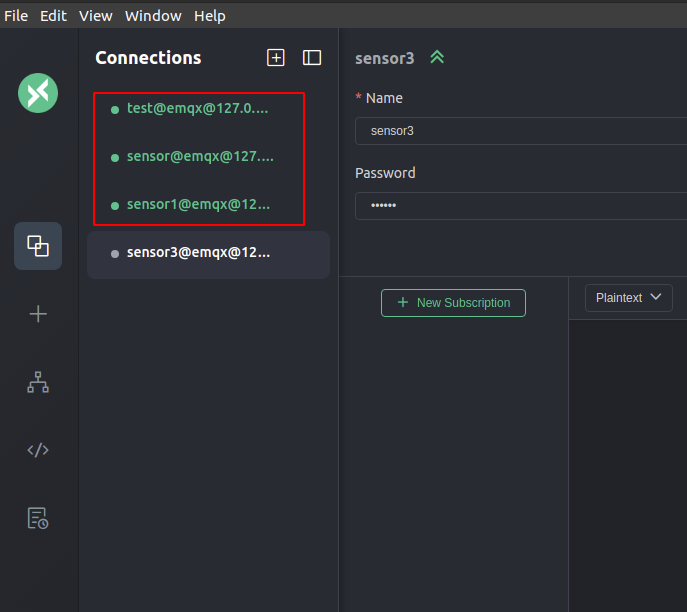 File Edit View Window Help
Connections
test@emqx@127.0....
sensor@emqx@127....
sensor1@emqx@12...
sensor3@emqx@12...
sensor3
* Name
sensor3
Password
••••••
+ New Subscription
Plaintext